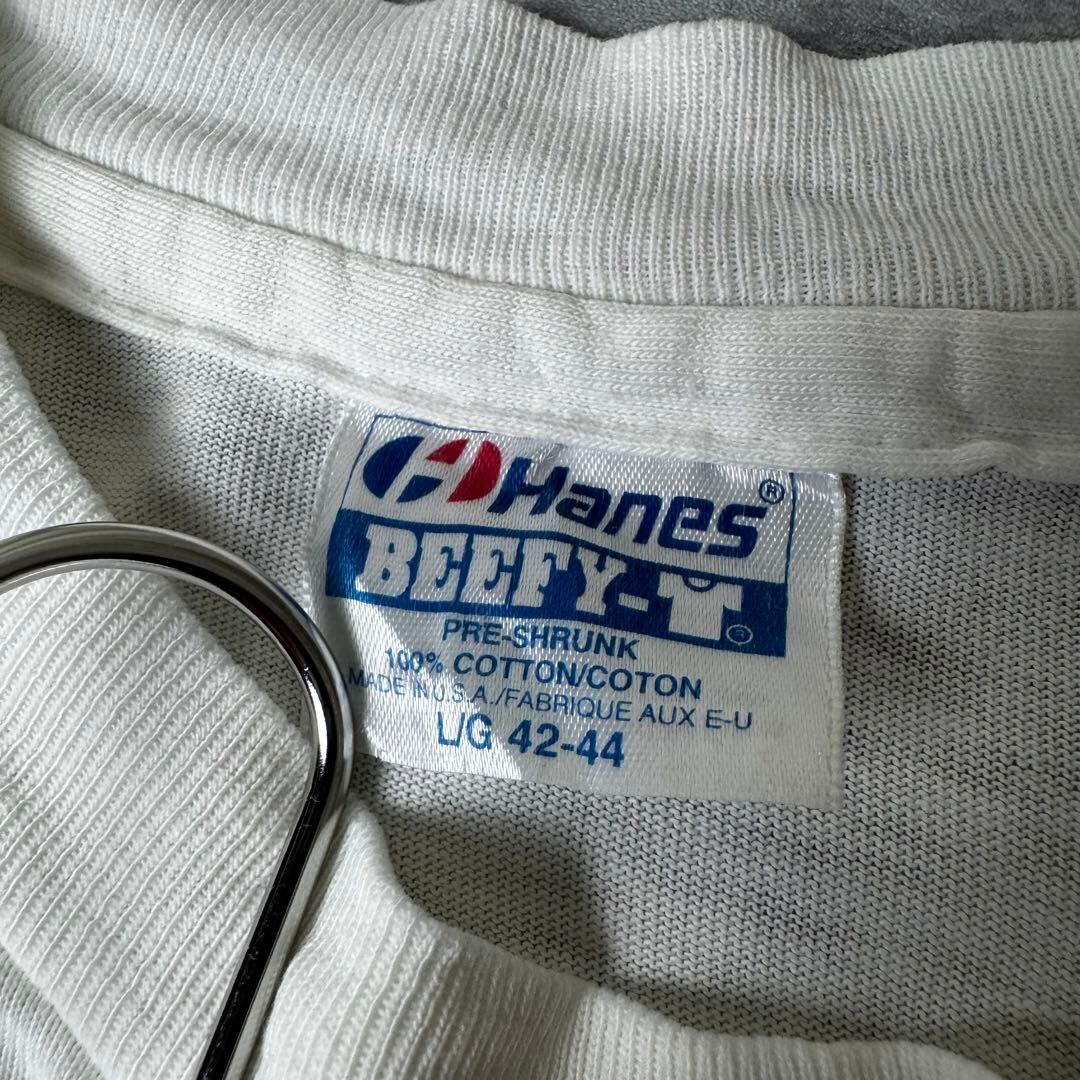 Hanes®
BEEFY-T®
PRE-SHRUNK
100% COTTON/COTON
MADE IN U.S.A./FABRIQUE AUX E-U
L/G 42-44